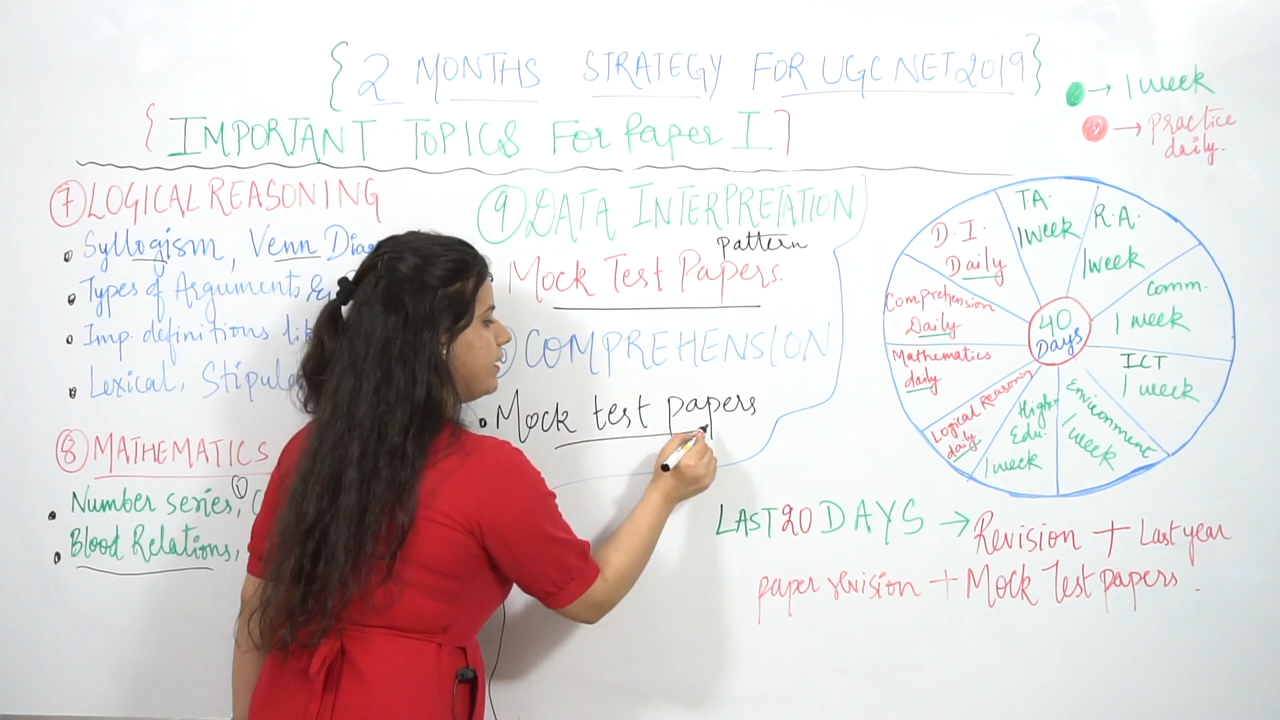 { 2 MONTHS STRATEGY FOR UGC NET 2019 }
{ IMPORTANT TOPICS For Paper I ]
→ 1 week
→ practice
daily.
⑦ LOGICAL REASONING
• Syllogism, Venn
• Types of Arguments
• Imp. definitions
• Lexical,
⑧ MATHEMATICS
• Number series,
• Blood Relations,
⑨ DATA INTERPRETATION
pattern
Mock Test Papers.
COMPREHENSION
• Mock test papers
40
Days
TA.
1 week
R.A.
1 week
Comm.
1 week
ICT
1 week
Environment
1 week
High.
Edu.
1 week
Logical Reasoning
daily
Mathematics
daily
Comprehension
Daily
D.I.
Daily
LAST 20 DAYS → Revision + Last year
paper revision + Mock Test papers.